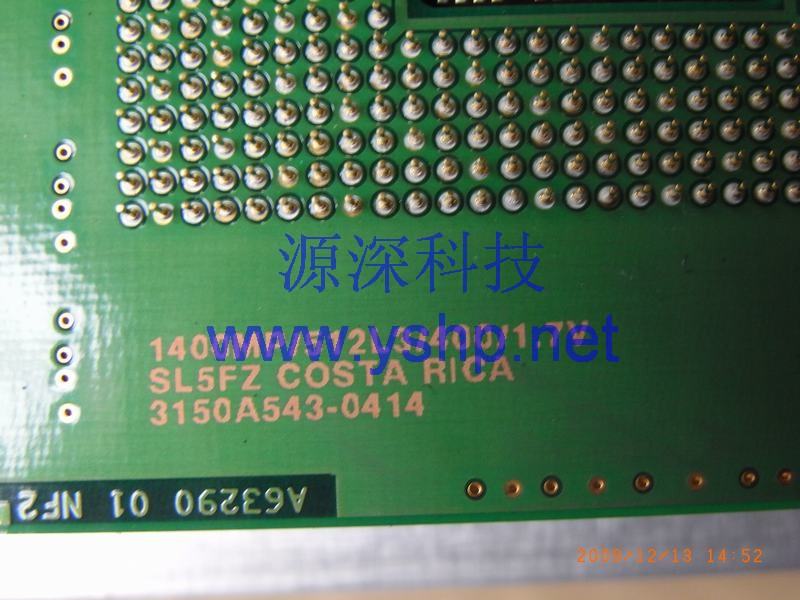 源深科技
www.yshp.net
SL5FZ COSTA RICA
3150A543-0414
A63290 01 NF2
2009/12/13 14:52